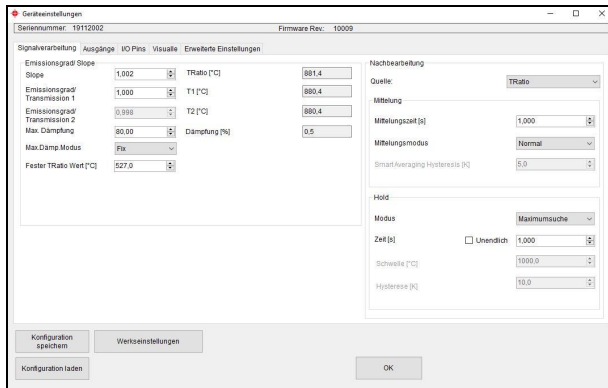 Geräteeinstellungen
Seriennummer: 19112002 Firmware Rev.: 10009
Signalverarbeitung Ausgänge I/O Pins Visualle Erweiterte Einstellungen
Emissionsgrad/ Slope
Slope 1,002 TRatio [°C] 881,4
Emissionsgrad/
Transmission 1 1,000 T1 [°C] 880,4
Emissionsgrad/
Transmission 2 0,998 T2 [°C] 880,4
Max. Dämpfung 80,00 Dämpfung [%] 0,5
Max.Dämp.Modus Fix
Fester TRatio Wert [°C] 527,0
Nachbearbeitung
Quelle: TRatio
Mittelung
Mittelungszeit [s] 1,000
Mittelungsmodus Normal
SmartAveraging Hysteresis [K] 5,0
Hold
Modus Maximumsuche
Zeit [s] Unendlich 1,000
Schwelle [°C] 1000,0
Hysterese [K] 10,0
Konfiguration
speichern
Werkseinstellungen
Konfiguration laden
OK